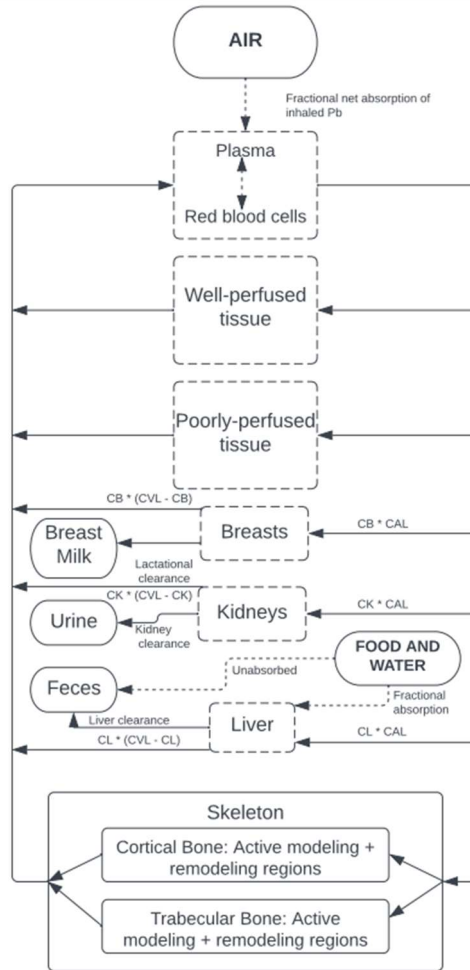 AIR
Fractional net absorption of
inhaled Pb
Plasma
Red blood cells
Well-perfused
tissue
Poorly-perfused
tissue
CB * (CVL - CB)
Breasts
CB * CAL
Breast
Milk
Lactational
clearance
CK * (CVL - CK)
Kidneys
CK * CAL
Urine
Kidney
clearance
FOOD AND
WATER
Unabsorbed
Feces
Fractional
absorption
Liver clearance
Liver
CL * (CVL - CL)
CL * CAL
Skeleton
Cortical Bone: Active modeling +
remodeling regions
Trabecular Bone: Active
modeling + remodeling regions